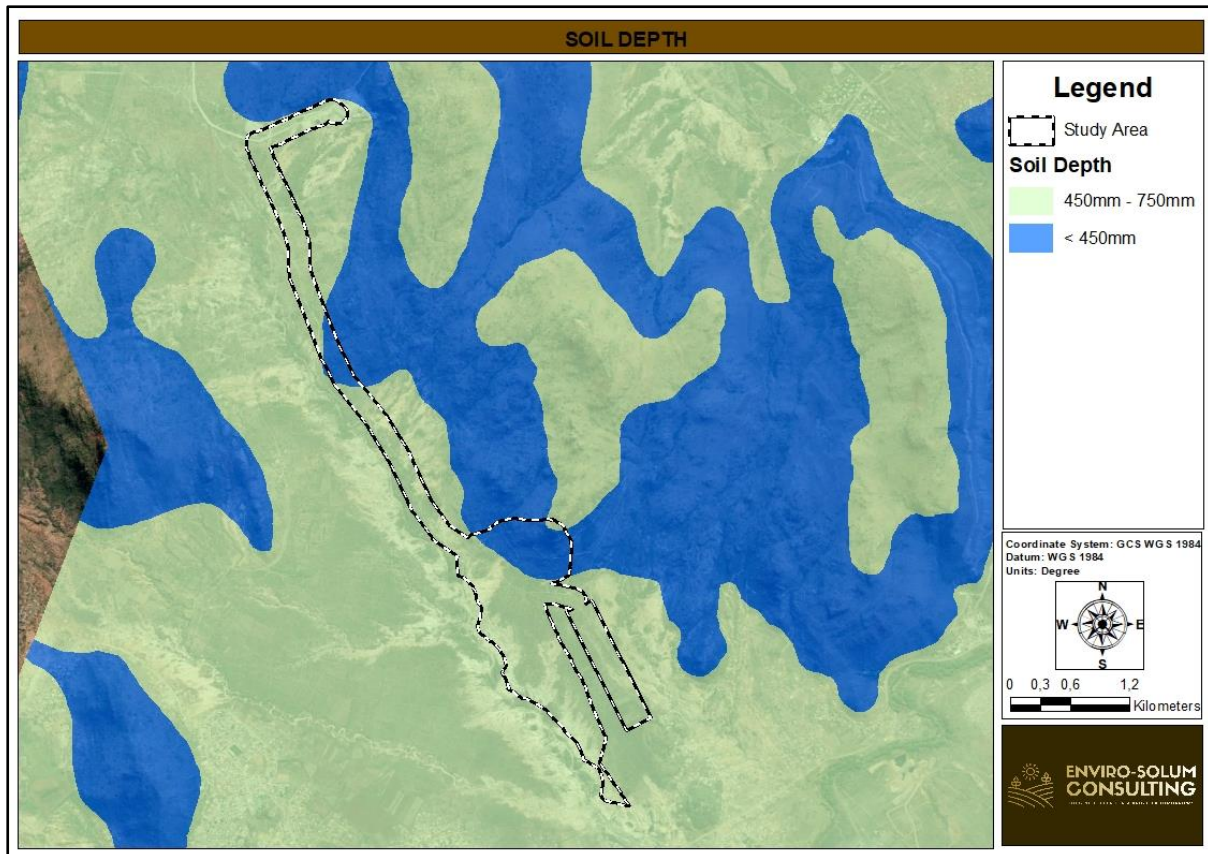 SOIL DEPTH
Legend
Study Area
Soil Depth
450mm - 750mm
< 450mm
Coordinate System: GCS WGS 1984
Datum: WGS 1984
Units: Degree
N
W E
S
0 0,3 0,6 1,2
Kilometers
ENVIRO-SOLUM
CONSULTING